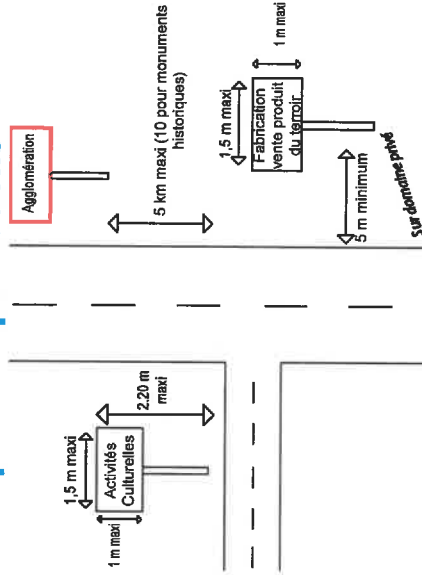 Agglomération
5 km maxi (10 pour monuments
historiques)
1,5 m maxi
1 m maxi
Fabrication
vente produit
du terroir
5 m minimum
Sur domaine privé
1,5 m maxi
1 m maxi
Activités
Culturelles
2.20 m
maxi